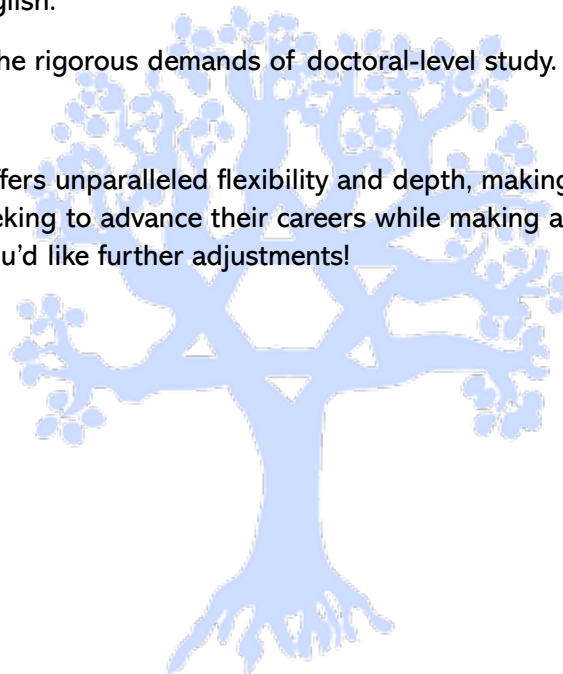 glish.
he rigorous demands of doctoral-level study.
ffers unparalleled flexibility and depth, making
eking to advance their careers while making a
u'd like further adjustments!